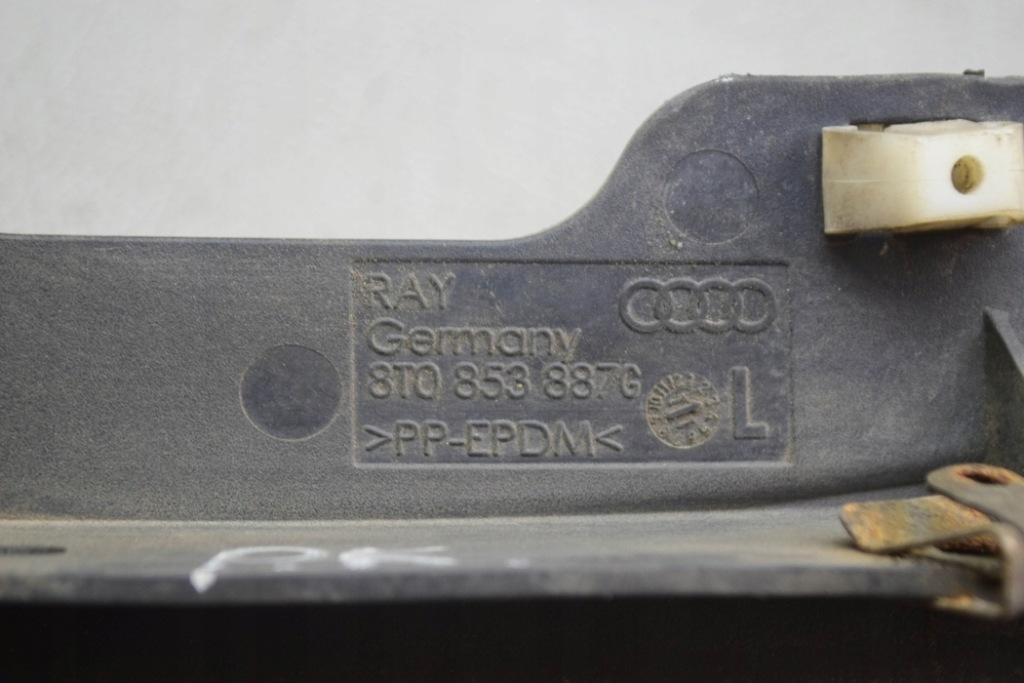 RAY
Germany
8T0 853 887G
>PP-EPDM<
L